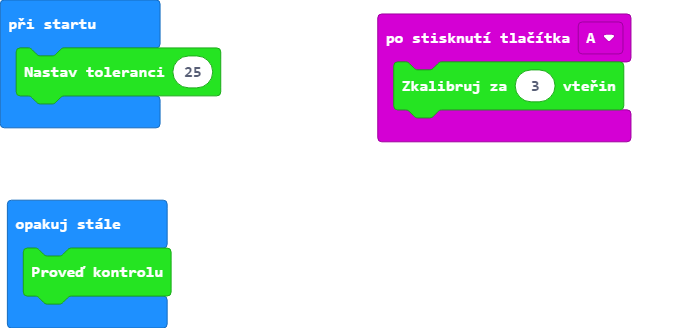 při startu
Nastav toleranci 25
po stisknutí tlačítka A
Zkalibruj za 3 vteřin
opakuj stále
Proveď kontrolu